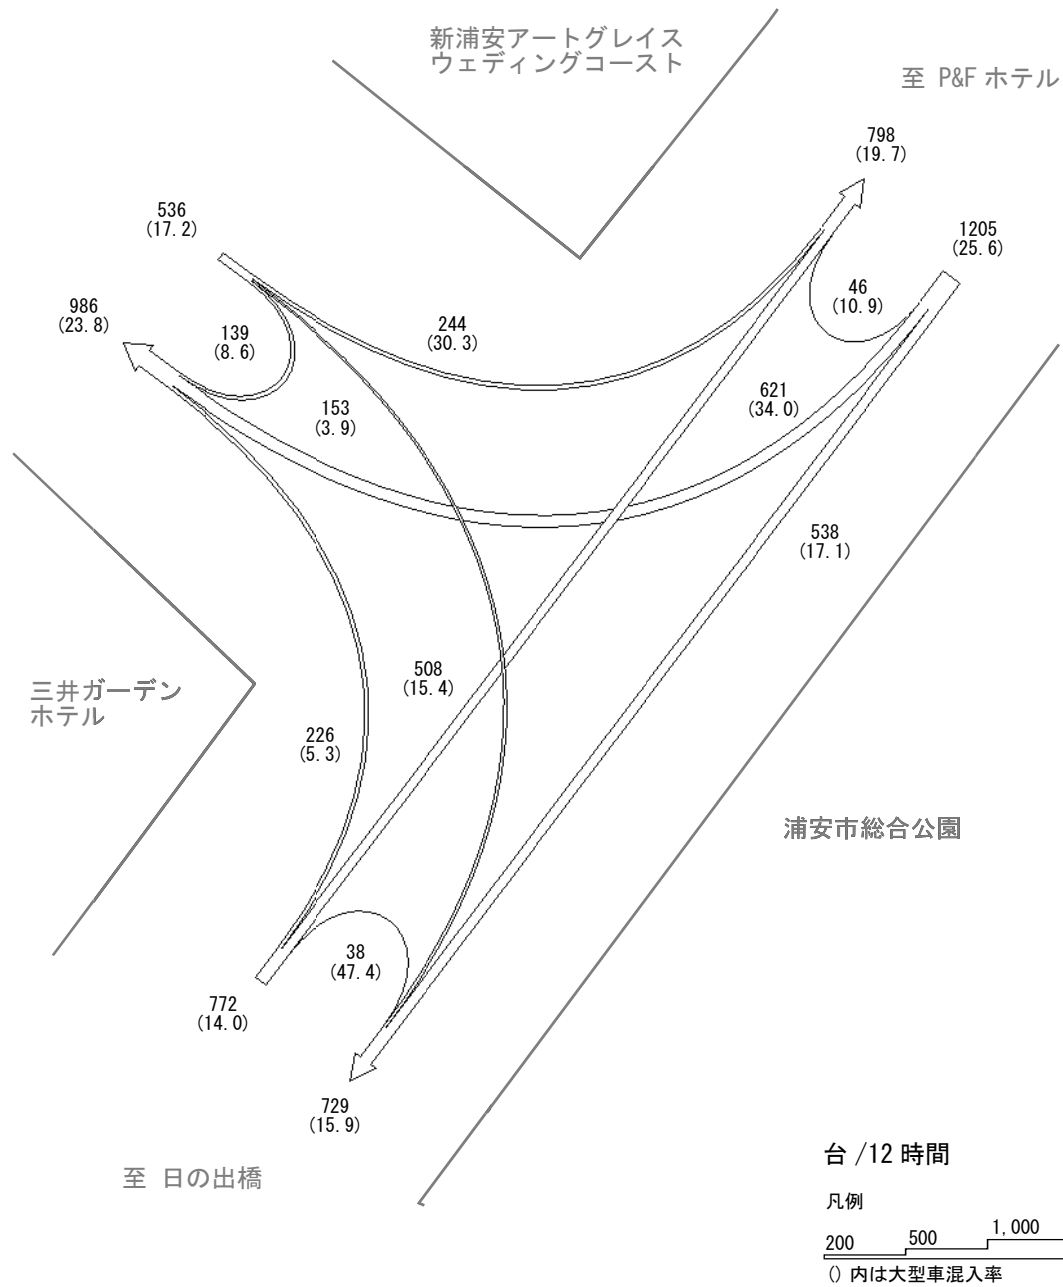 新浦安アートグレイス
ウェディングコースト
至 P&F ホテル
798
(19.7)
536
(17.2)
1205
(25.6)
986
(23.8)
139
(8.6)
244
(30.3)
46
(10.9)
153
(3.9)
621
(34.0)
538
(17.1)
三井ガーデン
ホテル
508
(15.4)
226
(5.3)
浦安市総合公園
38
(47.4)
772
(14.0)
729
(15.9)
至 日の出橋
台 /12 時間
凡例
200 500 1,000
() 内は大型車混入率